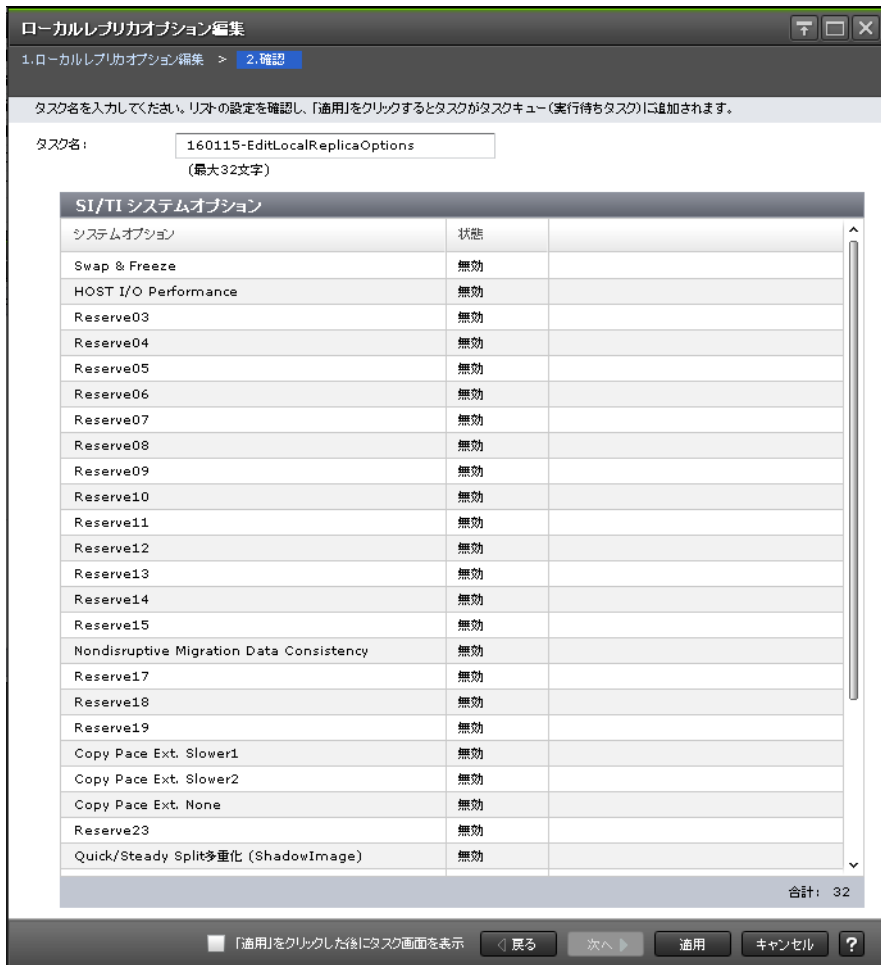 ローカルレプリカオプション編集
1.ローカルレプリカオプション編集 > 2.確認
タスク名を入力してください。リストの設定を確認し、「適用」をクリックするとタスクがタスクキュー(実行待ちタスク)に追加されます。
タスク名: 160115-EditLocalReplicaOptions
(最大32文字)
SI/TI システムオプション
システムオプション 状態
Swap & Freeze 無効
HOST I/O Performance 無効
Reserve03 無効
Reserve04 無効
Reserve05 無効
Reserve06 無効
Reserve07 無効
Reserve08 無効
Reserve09 無効
Reserve10 無効
Reserve11 無効
Reserve12 無効
Reserve13 無効
Reserve14 無効
Reserve15 無効
Nondisruptive Migration Data Consistency 無効
Reserve17 無効
Reserve18 無効
Reserve19 無効
Copy Pace Ext. Slower1 無効
Copy Pace Ext. Slower2 無効
Copy Pace Ext. None 無効
Reserve23 無効
Quick/Steady Split多重化 (ShadowImage) 無効
合計: 32
「適用」をクリックした後にタスク画面を表示 戻る 次へ 適用 キャンセル ?